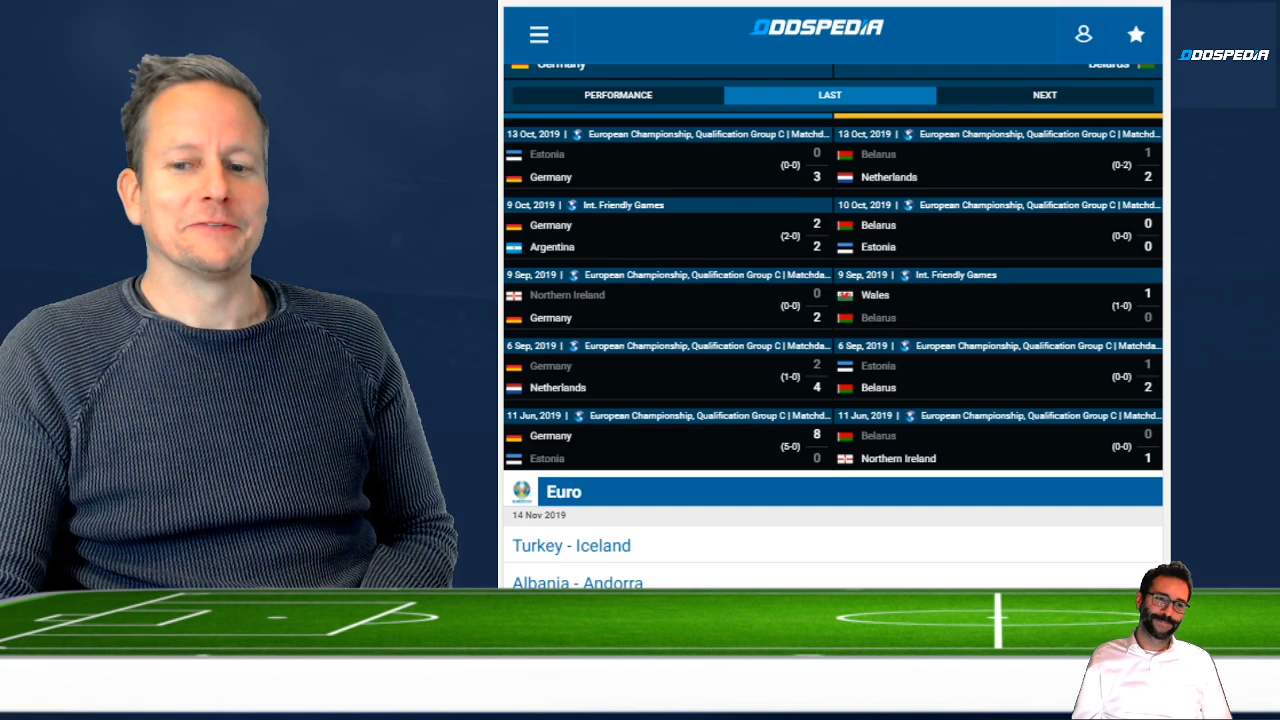 ODDSPEDIA
ODDSPEDIA
Germany
Belarus
PERFORMANCE
LAST
NEXT
13 Oct, 2019 | European Championship, Qualification Group C | Matchd...
Estonia 0
(0-0)
Germany 3
9 Oct, 2019 | Int. Friendly Games
Germany 2
(2-0)
Argentina 2
9 Sep, 2019 | European Championship, Qualification Group C | Matchda...
Northern Ireland 0
(0-0)
Germany 2
6 Sep, 2019 | European Championship, Qualification Group C | Matchda...
Germany 2
(1-0)
Netherlands 4
11 Jun, 2019 | European Championship, Qualification Group C | Matchd...
Germany 8
(5-0)
Estonia 0
13 Oct, 2019 | European Championship, Qualification Group C | Matchd...
Belarus 1
(0-2)
Netherlands 2
10 Oct, 2019 | European Championship, Qualification Group C | Matchd...
Belarus 0
(0-0)
Estonia 0
9 Sep, 2019 | Int. Friendly Games
Wales 1
(1-0)
Belarus 0
6 Sep, 2019 | European Championship, Qualification Group C | Matchda...
Estonia 1
(0-0)
Belarus 2
11 Jun, 2019 | European Championship, Qualification Group C | Matchd...
Belarus 0
(0-0)
Northern Ireland 1
Euro
14 Nov 2019
Turkey - Iceland
Albania - Andorra